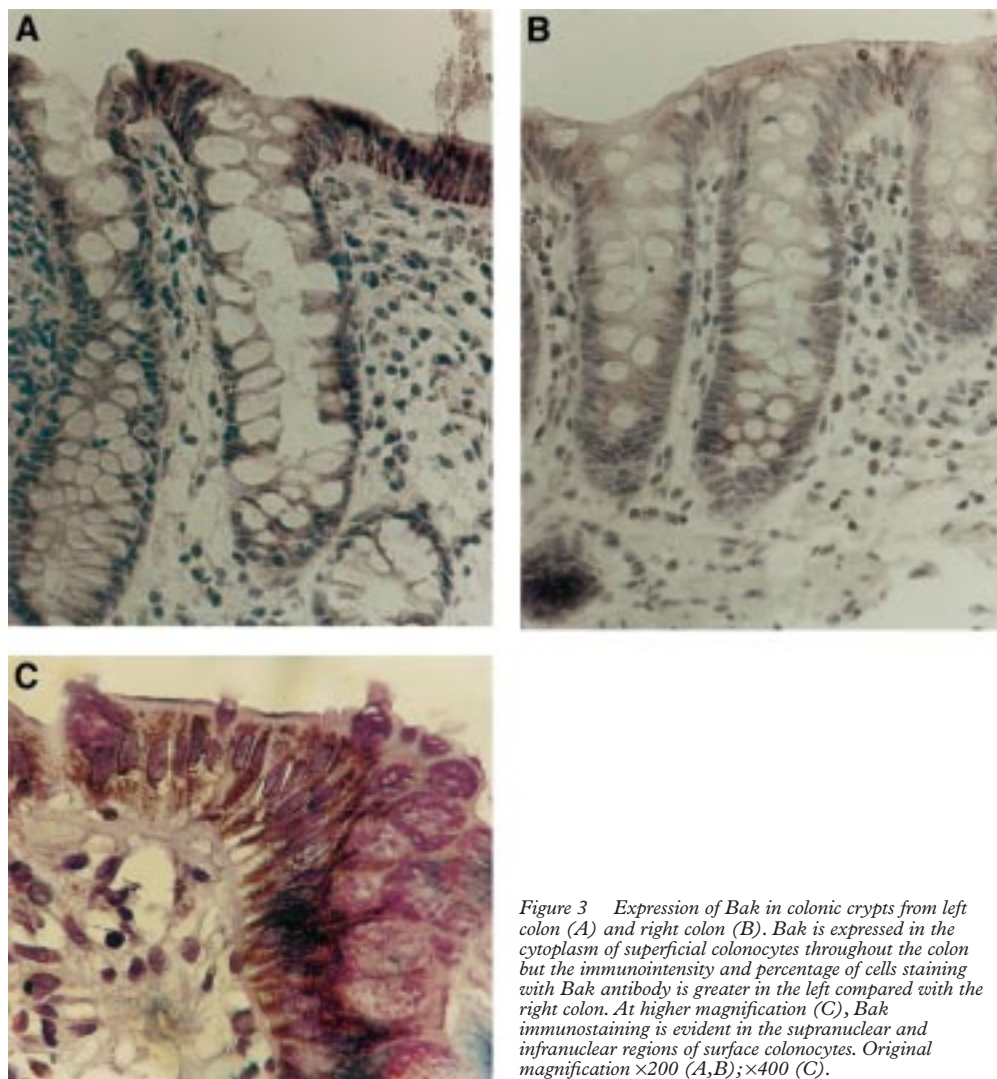 A
B
C
Figure 3 Expression of Bak in colonic crypts from left
colon (A) and right colon (B). Bak is expressed in the
cytoplasm of superficial colonocytes throughout the colon
but the immunointensity and percentage of cells staining
with Bak antibody is greater in the left compared with the
right colon. At higher magnification (C), Bak
immunostaining is evident in the supranuclear and
infranuclear regions of surface colonocytes. Original
magnification ×200 (A,B); ×400 (C).